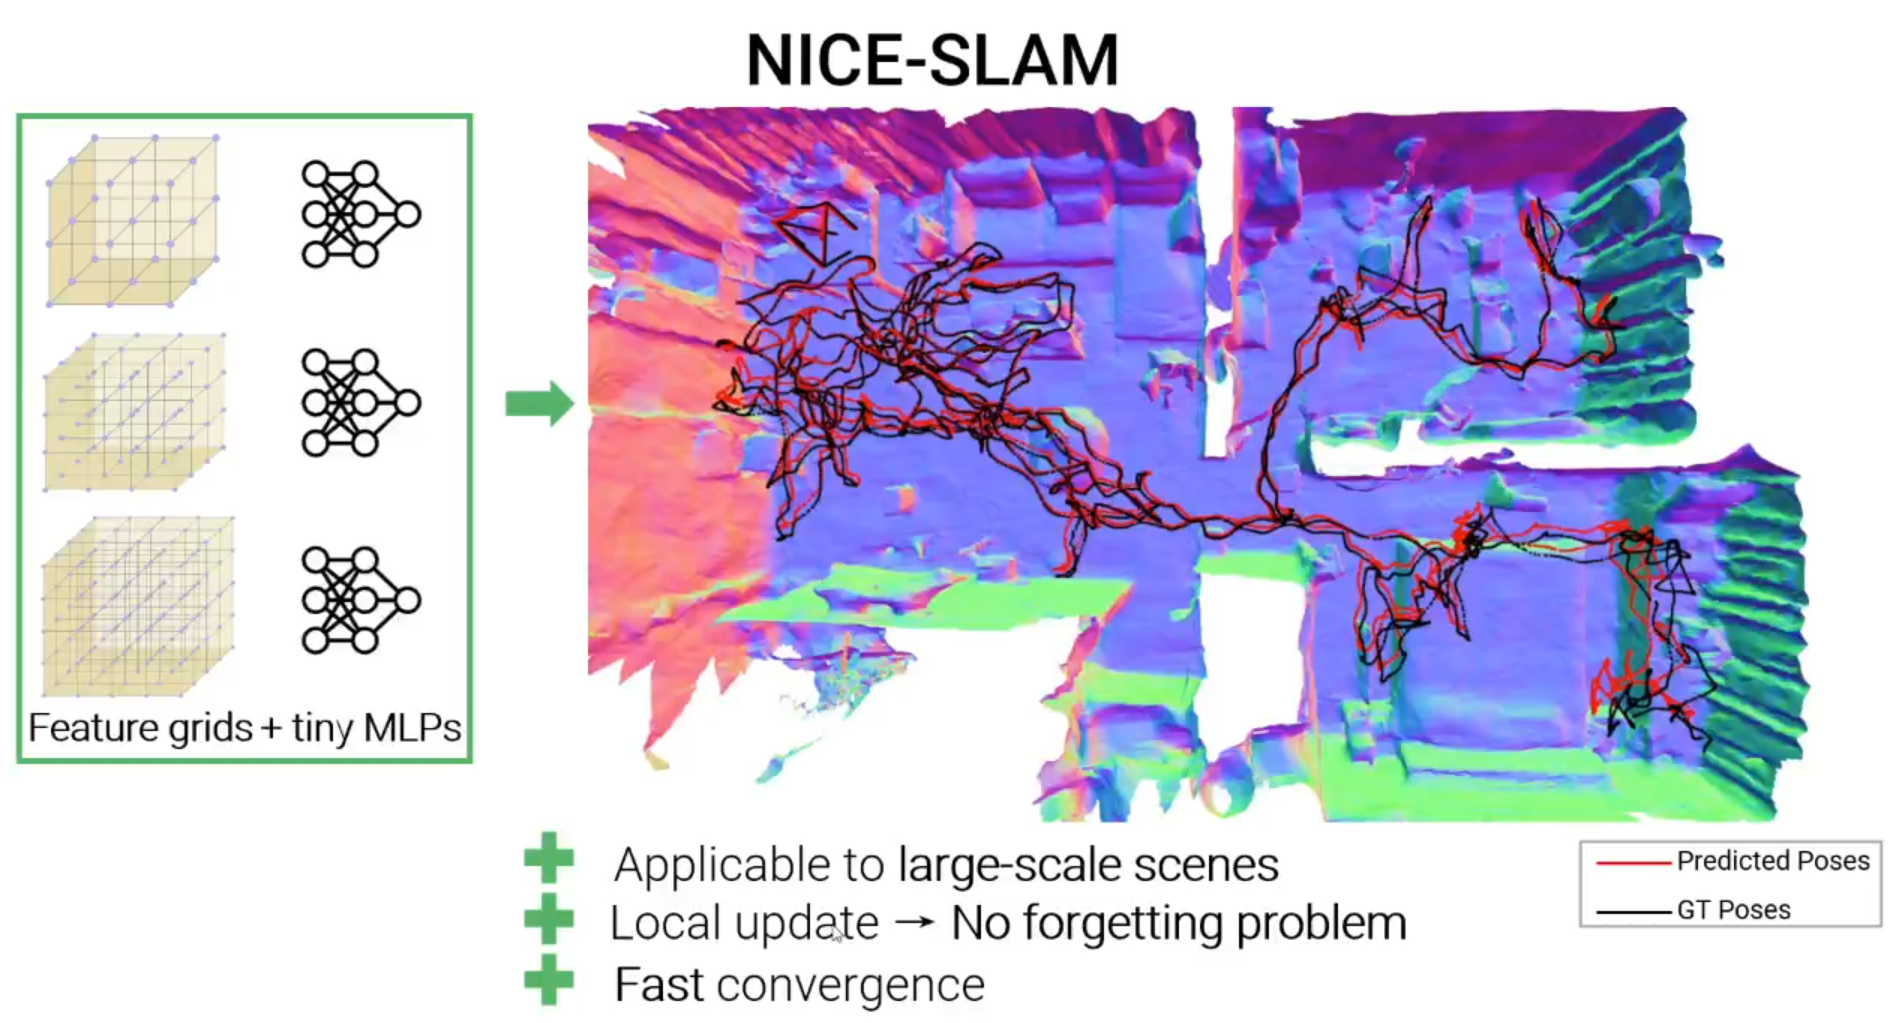 NICE-SLAM
Feature grids + tiny MLPs
Applicable to large-scale scenes
Local update → No forgetting problem
Fast convergence
Predicted Poses
GT Poses